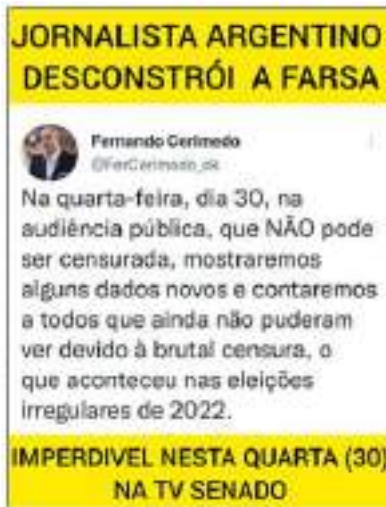 JORNALISTA ARGENTINO
DESCONSTRÓI A FARSA
Fernando Cerimedo
@FerCerimedo_ok
Na quarta-feira, dia 30, na
audiência pública, que NÃO pode
ser censurada, mostraremos
alguns dados novos e contaremos
a todos que ainda não puderam
ver devido à brutal censura, o
que aconteceu nas eleições
irregulares de 2022.
IMPERDIVEL NESTA QUARTA (30)
NA TV SENADO